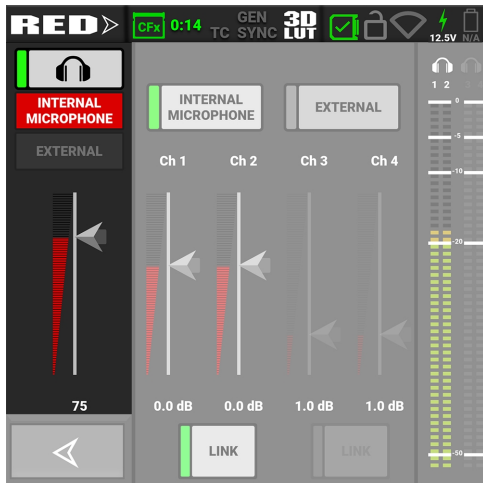 RED
CFx
0:14
GEN
TC SYNC
3D
LUT
12.5V
N/A
INTERNAL
MICROPHONE
EXTERNAL
INTERNAL
MICROPHONE
EXTERNAL
Ch 1
Ch 2
Ch 3
Ch 4
1 2
0
-5
-10
-20
-50
75
0.0 dB
0.0 dB
1.0 dB
1.0 dB
LINK
LINK